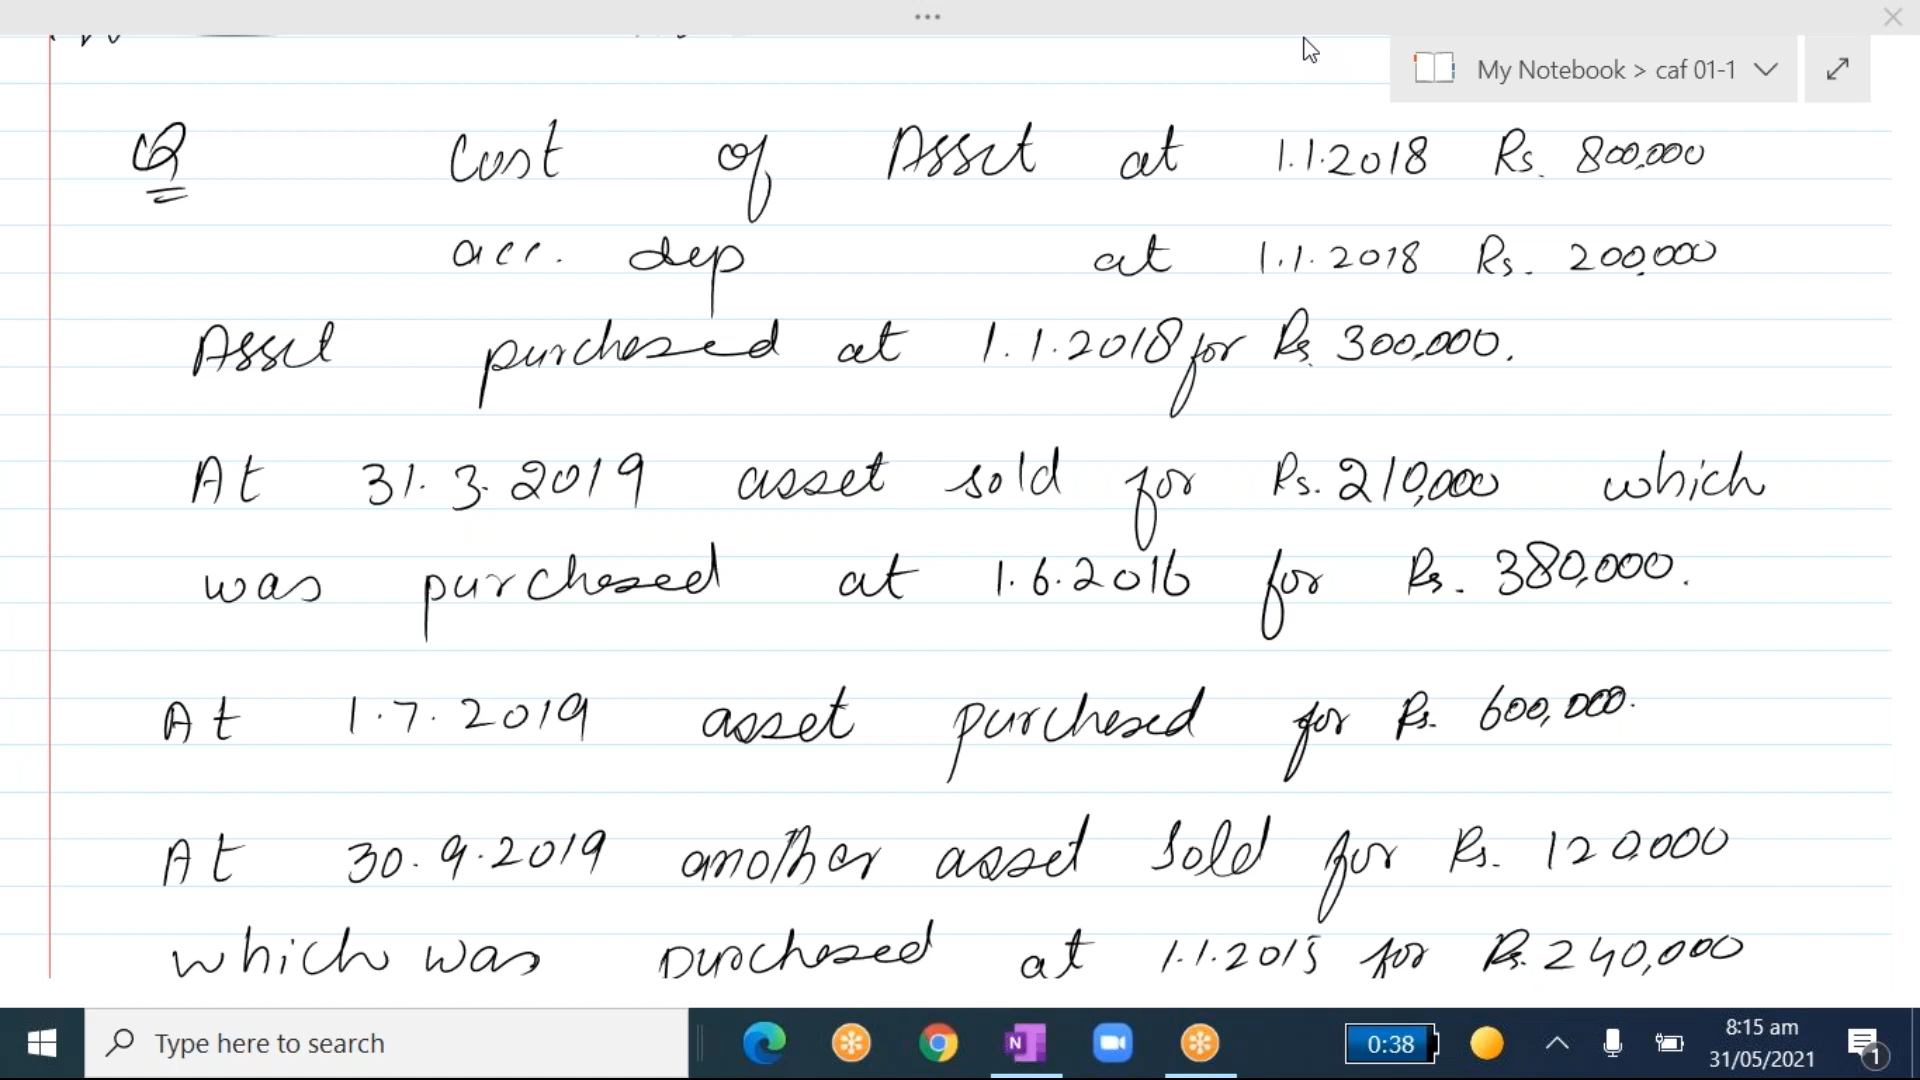 My Notebook > caf 01-1
Q Cost of Asset at 1.1.2018 Rs. 800,000
acc. dep at 1.1.2018 Rs. 200,000
Asset purchased at 1.1.2018 for Rs. 300,000.
At 31.3.2019 asset sold for Rs. 210,000 which
was purchased at 1.6.2016 for Rs. 380,000.
At 1.7.2019 asset purchased for Rs. 600,000.
At 30.9.2019 another asset sold for Rs. 120,000
which was purchased at 1.1.2015 for Rs. 240,000
Type here to search
0:38
8:15 am
31/05/2021
1